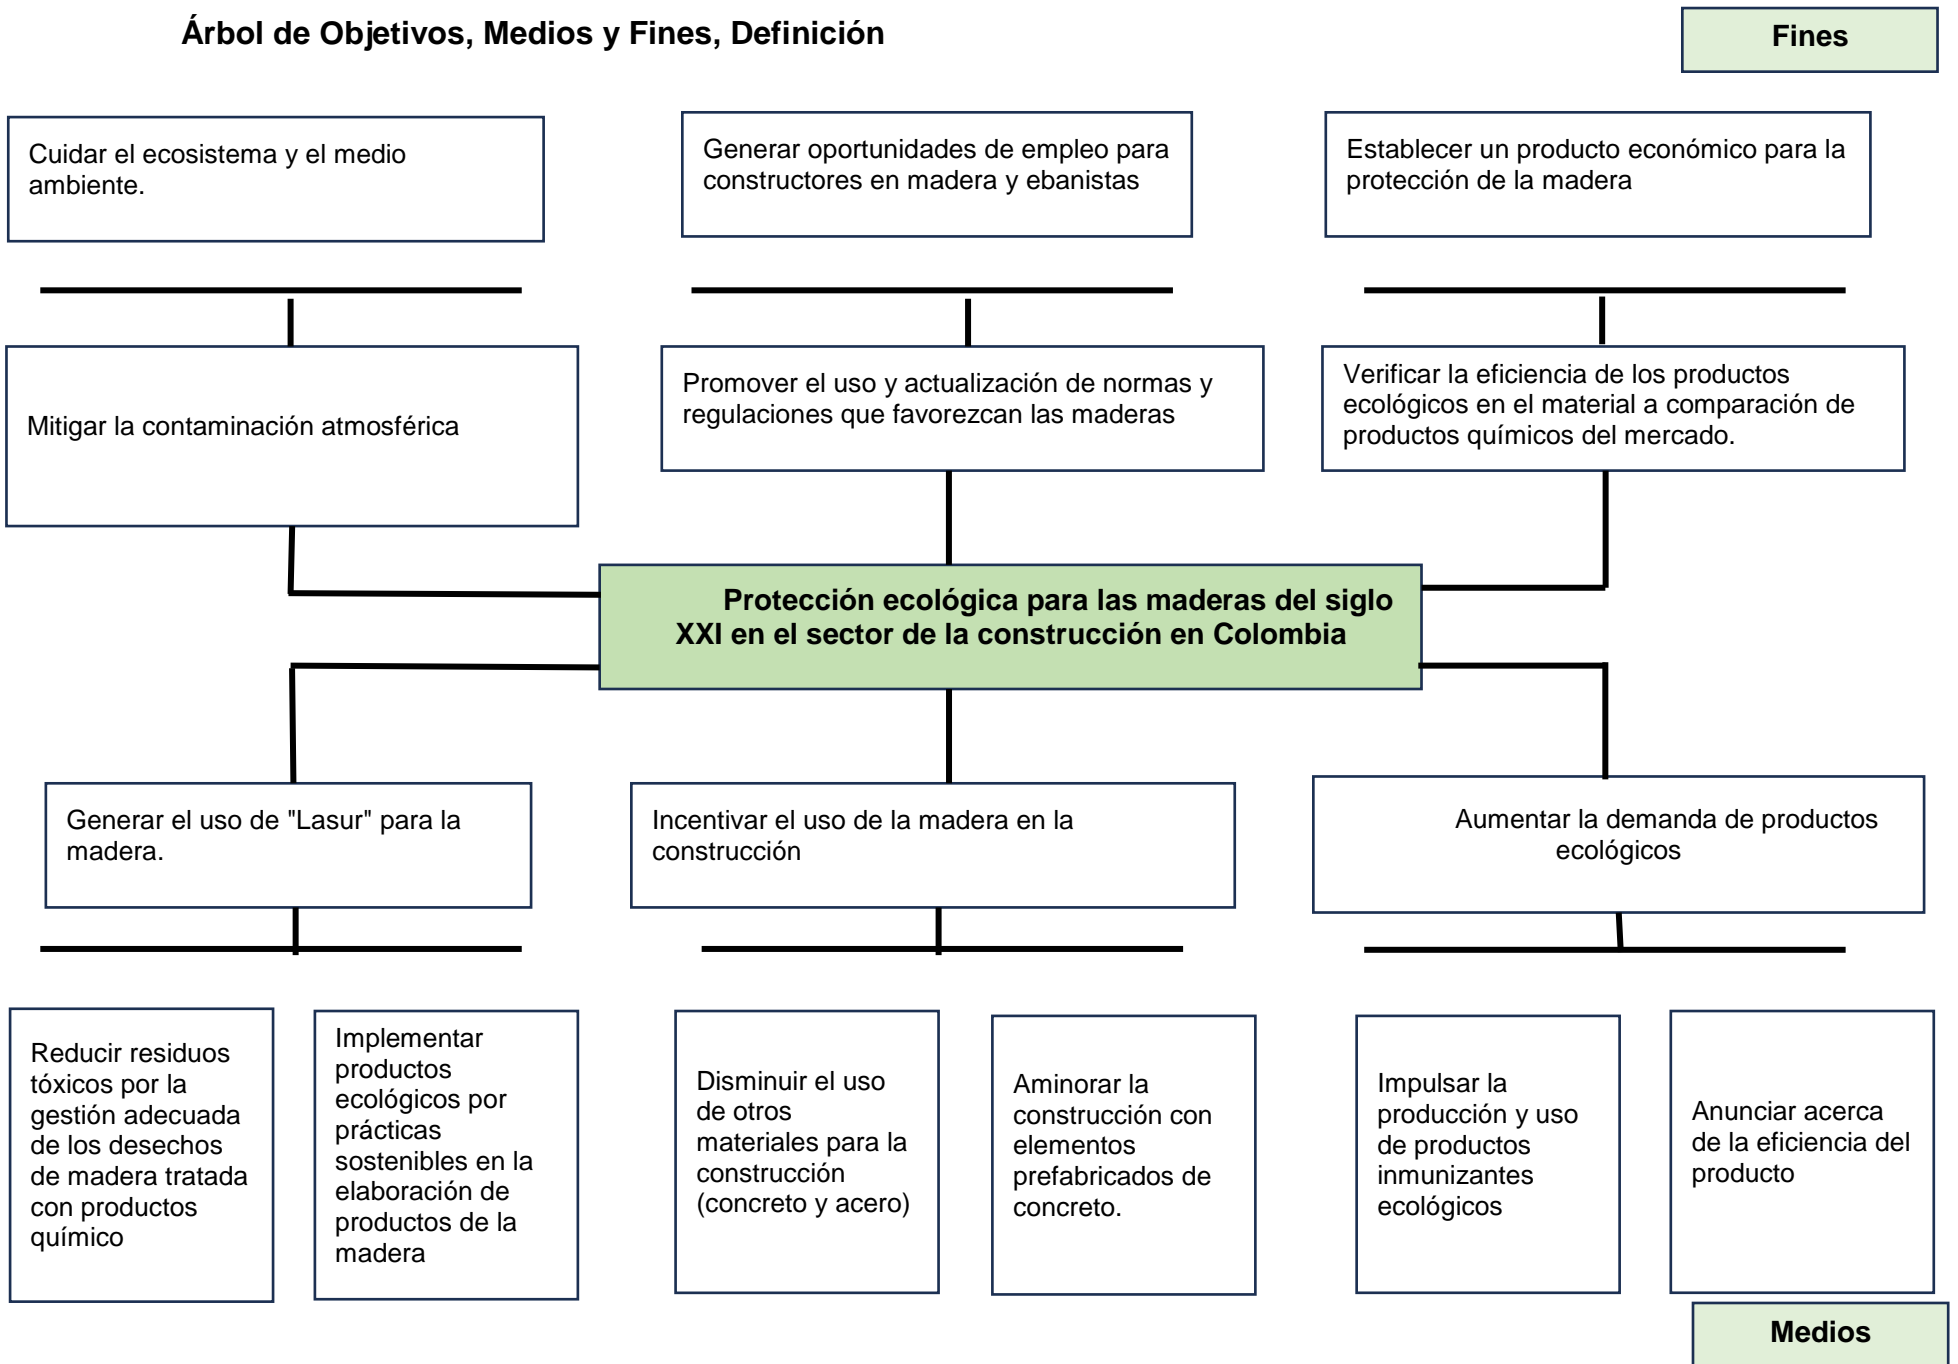 Árbol de Objetivos, Medios y Fines, Definición
Fines
Cuidar el ecosistema y el medio
ambiente.
Generar oportunidades de empleo para
constructores en madera y ebanistas
Establecer un producto económico para la
protección de la madera
Mitigar la contaminación atmosférica
Promover el uso y actualización de normas y
regulaciones que favorezcan las maderas
Verificar la eficiencia de los productos
ecológicos en el material a comparación de
productos químicos del mercado.
Protección ecológica para las maderas del siglo
XXI en el sector de la construcción en Colombia
Generar el uso de "Lasur" para la
madera.
Incentivar el uso de la madera en la
construcción
Aumentar la demanda de productos
ecológicos
Reducir residuos
tóxicos por la
gestión adecuada
de los desechos
de madera tratada
con productos
químico
Implementar
productos
ecológicos por
prácticas
sostenibles en la
elaboración de
productos de la
madera
Disminuir el uso
de otros
materiales para la
construcción
(concreto y acero)
Aminorar la
construcción con
elementos
prefabricados de
concreto.
Impulsar la
producción y uso
de productos
inmunizantes
ecológicos
Anunciar acerca
de la eficiencia del
producto
Medios